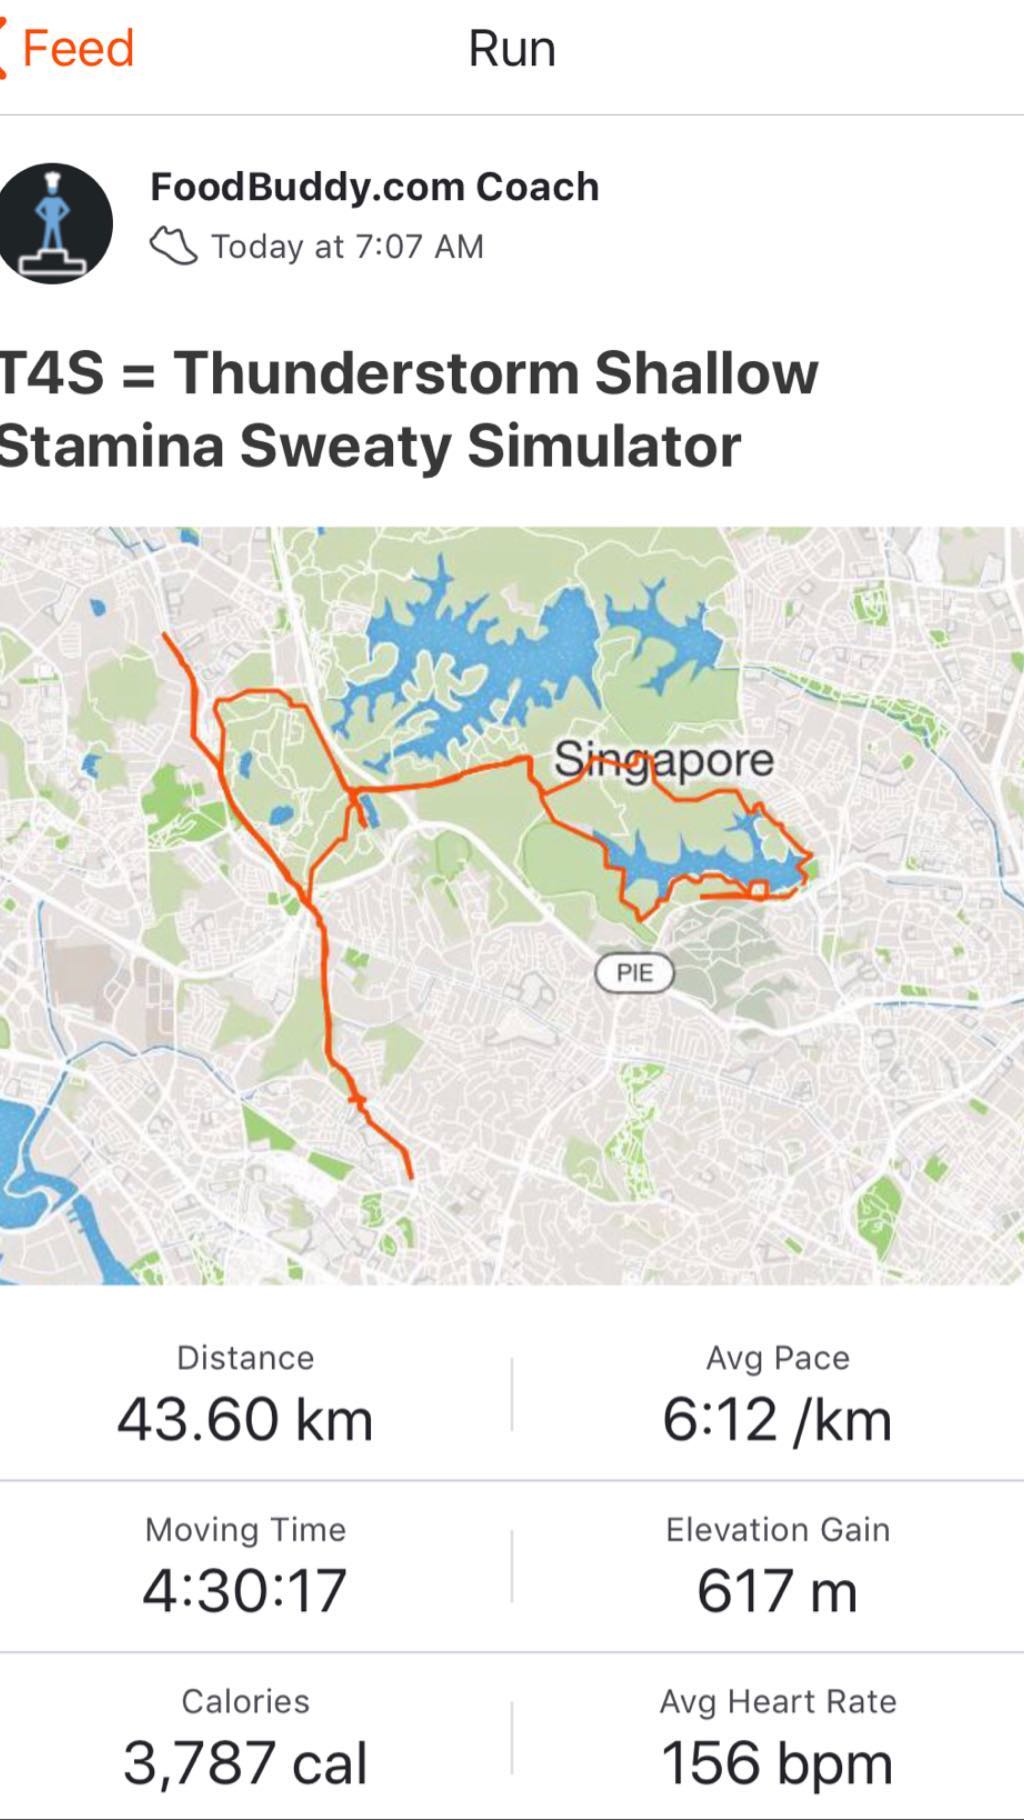 Feed
Run
FoodBuddy.com Coach
Today at 7:07 AM
T4S = Thunderstorm Shallow
Stamina Sweaty Simulator
Singapore
PIE
Distance
43.60 km
Avg Pace
6:12 /km
Moving Time
4:30:17
Elevation Gain
617 m
Calories
3,787 cal
Avg Heart Rate
156 bpm